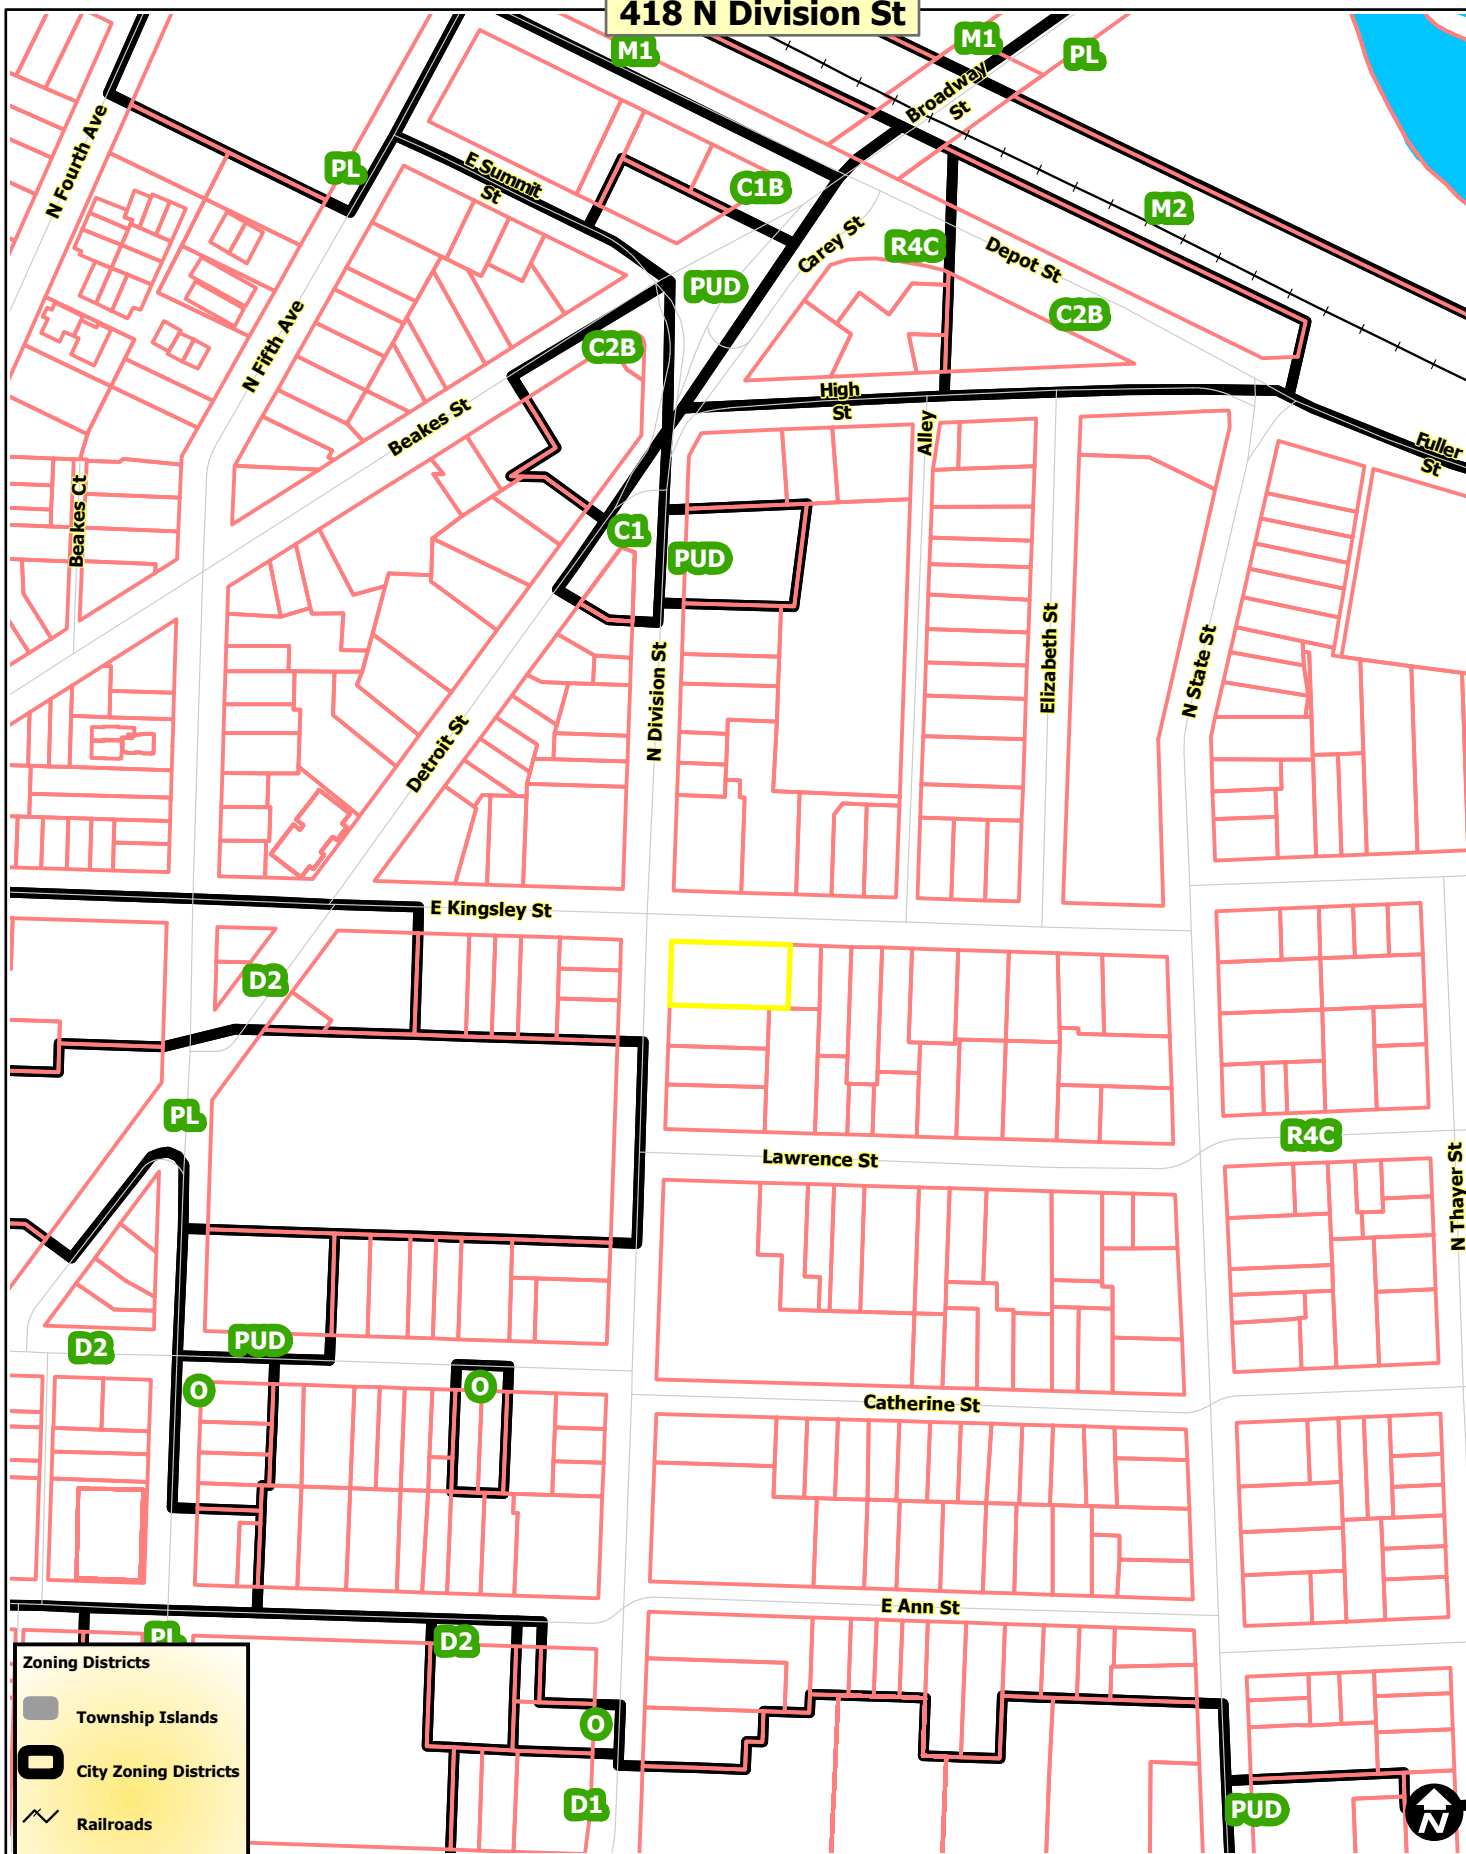 418 N Division St
M1
M1
PL
Broadway
St
N Fourth Ave
PL
E Summit
St
C1B
M2
Carey St
R4C
Depot St
PUD
C2B
N Fifth Ave
C2B
High
St
Beakes St
Alley
Fuller
St
Beakes Ct
C1
PUD
Elizabeth St
N State St
N Division St
Detroit St
E Kingsley St
D2
PL
R4C
Lawrence St
N Thayer St
PUD
D2
O
O
Catherine St
E Ann St
PL
D2
O
D1
PUD
Zoning Districts
Township Islands
City Zoning Districts
Railroads
N